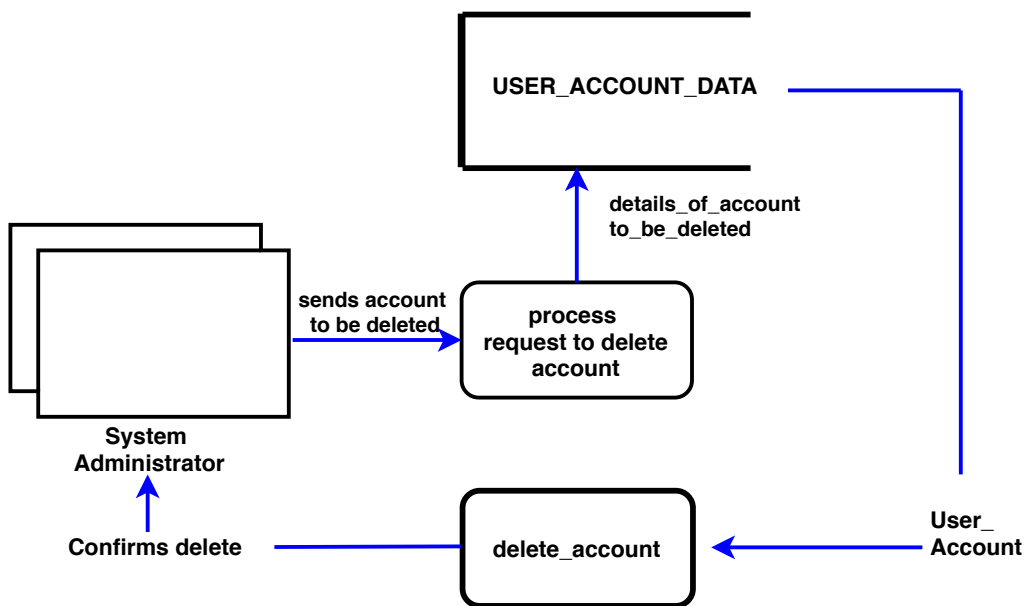 USER_ACCOUNT_DATA
details_of_account
to_be_deleted
sends account
to be deleted
process
request to delete
account
System
Administrator
Confirms delete
delete_account
User_
Account